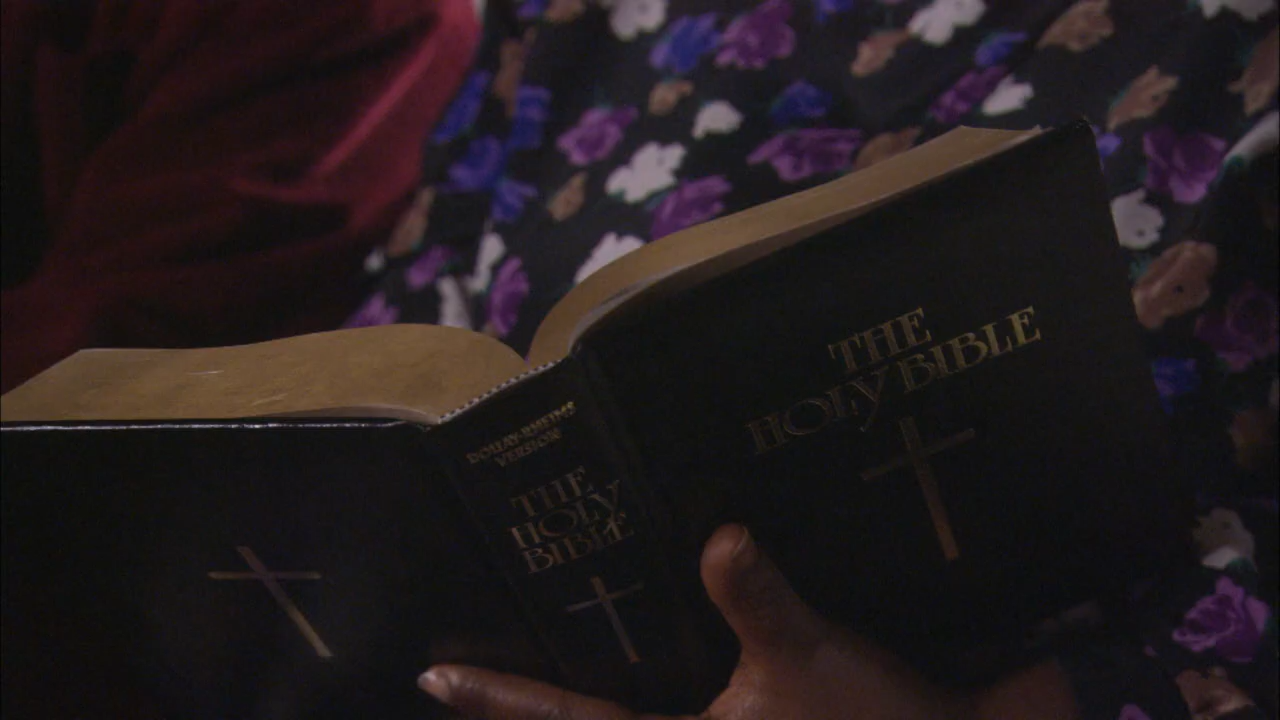 DOUAY-RHEIMS
VERSION
THE
HOLY
BIBLE
THE
HOLY BIBLE